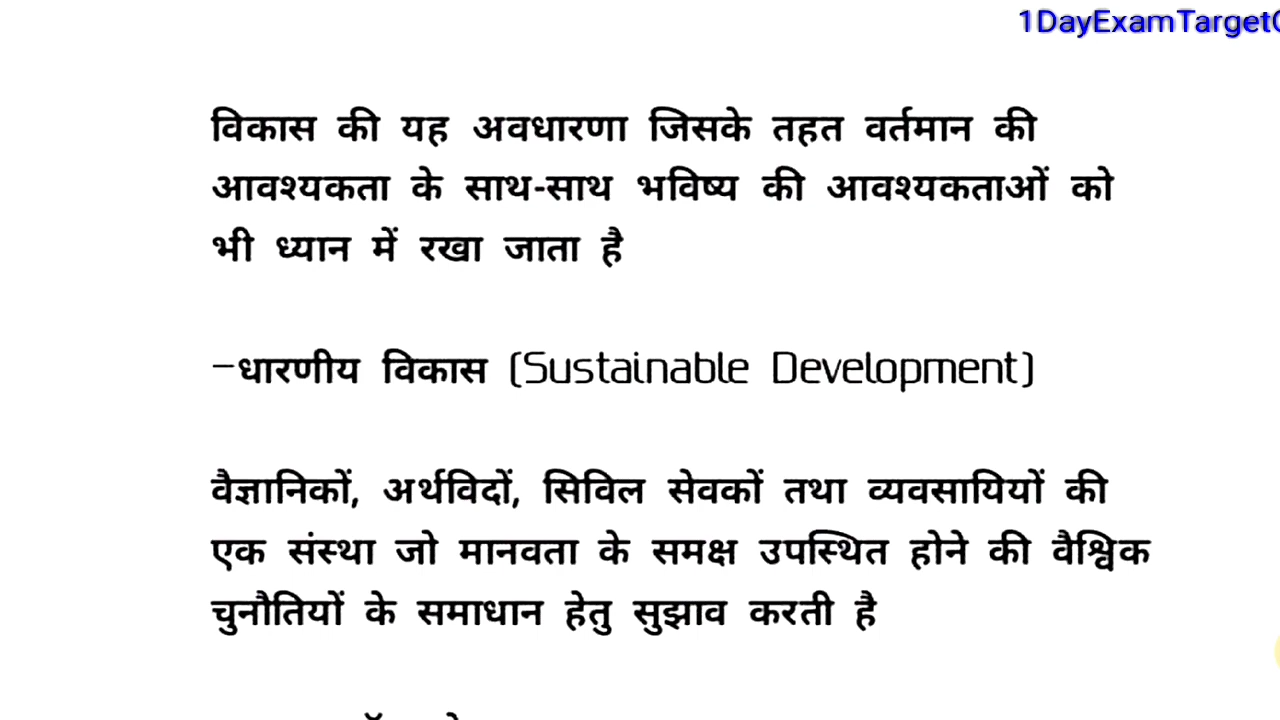 1DayExamTarget
विकास की यह अवधारणा जिसके तहत वर्तमान की
आवश्यकता के साथ-साथ भविष्य की आवश्यकताओं को
भी ध्यान में रखा जाता है
–धारणीय विकास (Sustainable Development)
वैज्ञानिकों, अर्थविदों, सिविल सेवकों तथा व्यवसायियों की
एक संस्था जो मानवता के समक्ष उपस्थित होने की वैश्विक
चुनौतियों के समाधान हेतु सुझाव करती है